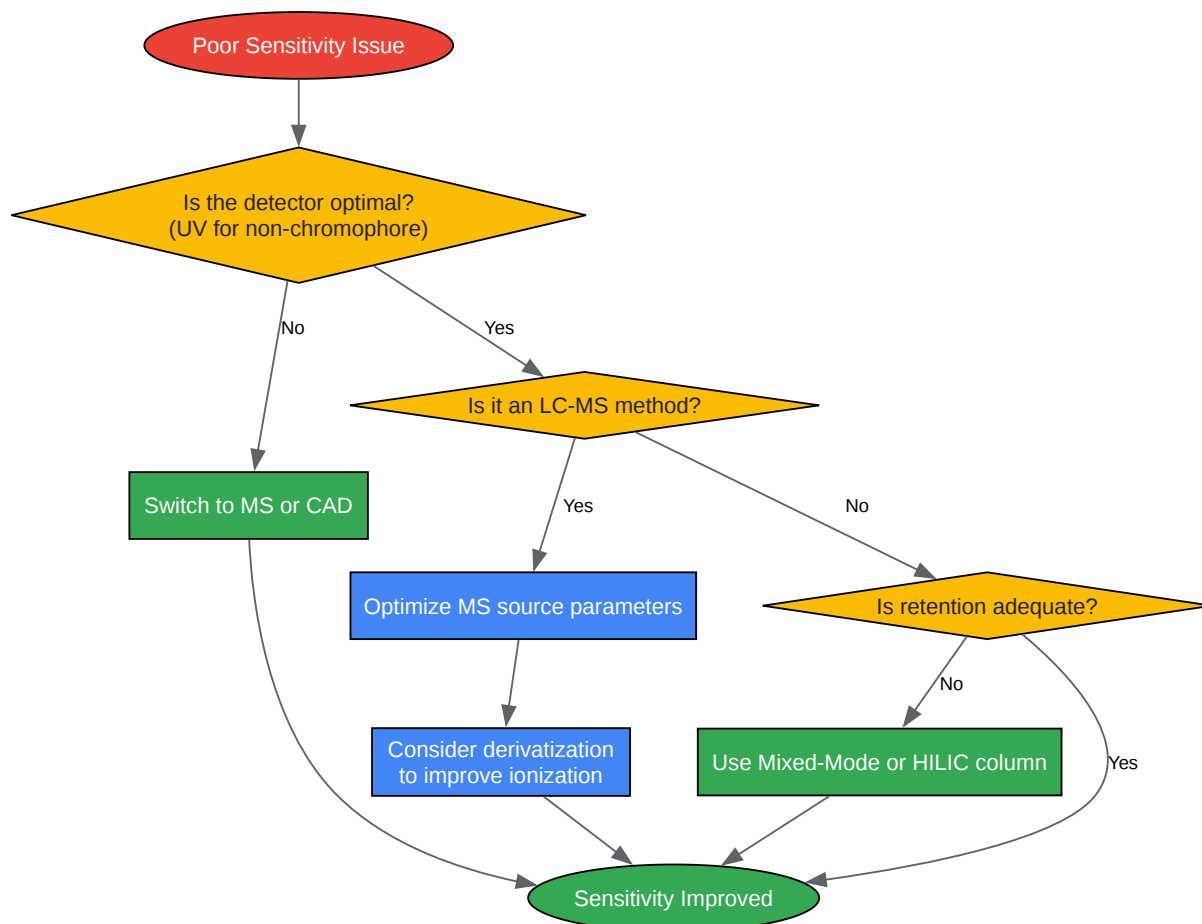 Poor Sensitivity Issue
Is the detector optimal?
(UV for non-chromophore)
No
Yes
Is it an LC-MS method?
Switch to MS or CAD
Yes
No
Optimize MS source parameters
Is retention adequate?
No
Consider derivatization
to improve ionization
Use Mixed-Mode or HILIC column
Yes
Sensitivity Improved